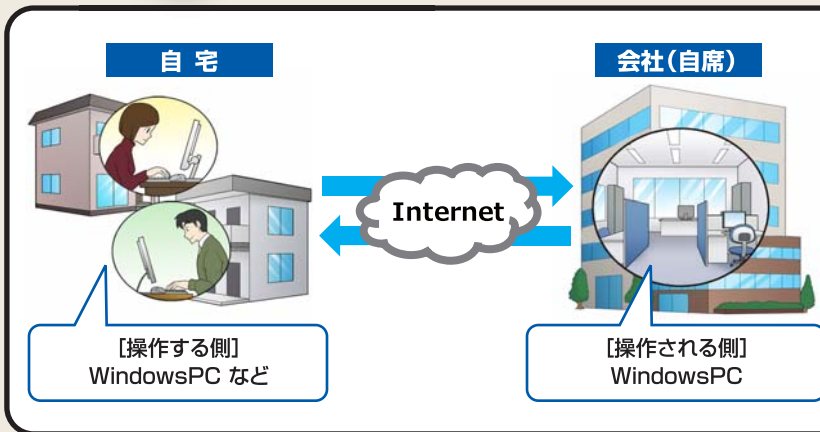 自宅
会社(自席)
Internet
[操作する側]
WindowsPC など
[操作される側]
WindowsPC